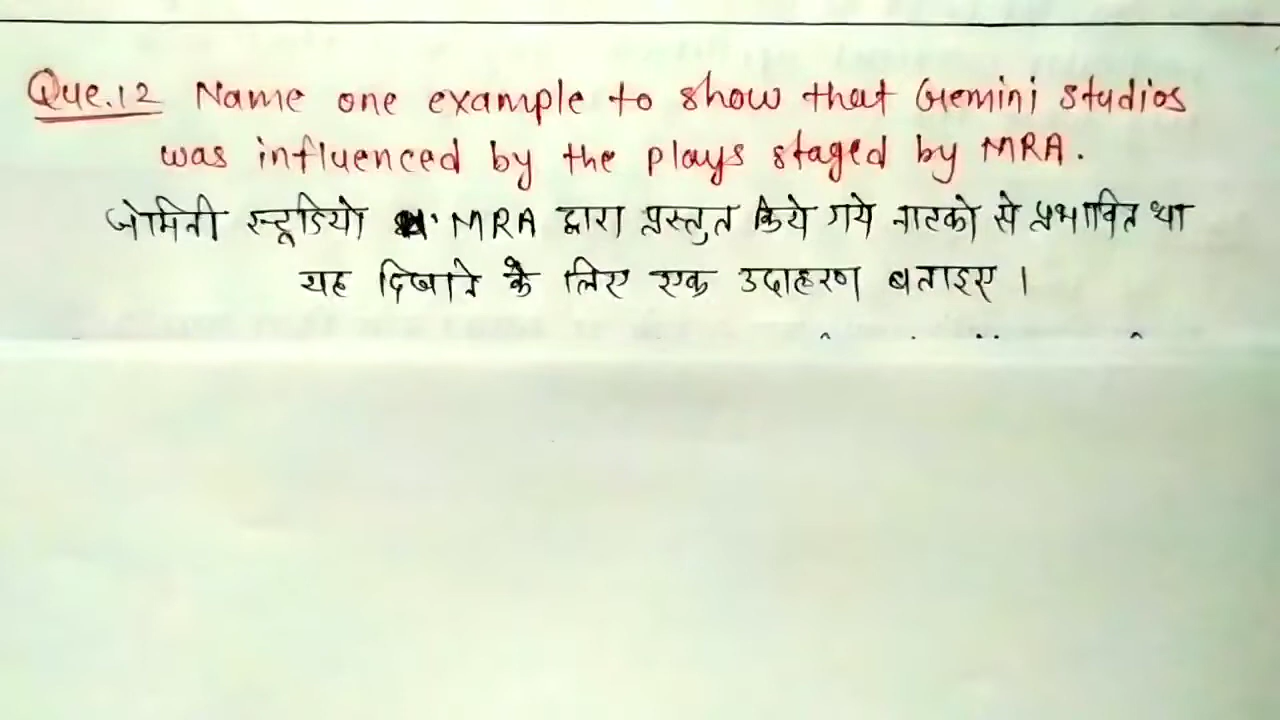 Que.12 Name one example to show that Gemini studios
was influenced by the plays staged by MRA.
जेमिनी स्टूडियो MRA द्वारा प्रस्तुत किये गये नाटको से प्रभावित था
यह दिखाने के लिए एक उदाहरण बताइए ।